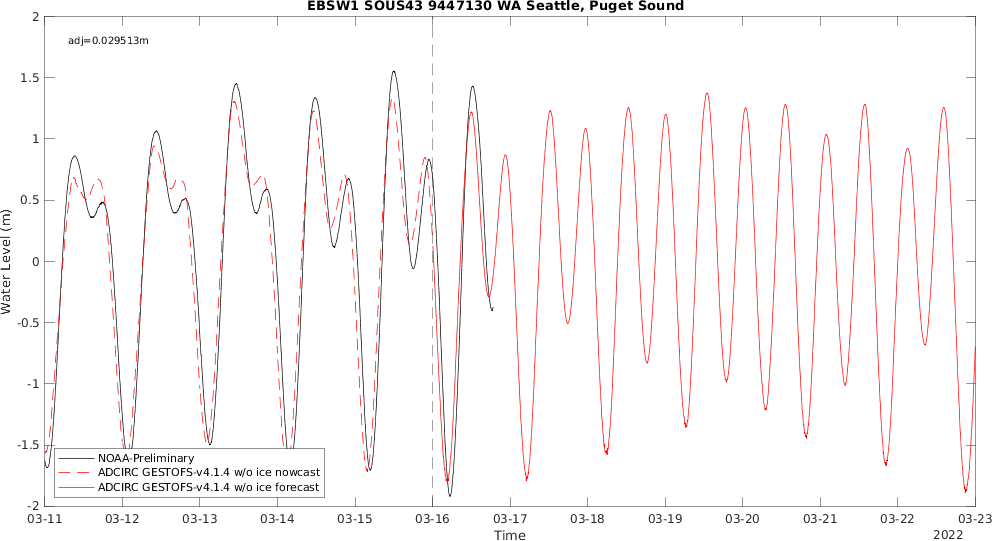 EBSW1 SOUS43 9447130 WA Seattle, Puget Sound
2
adj=0.029513m
1.5
1
0.5
0
-0.5
-1
-1.5
-2
Water Level (m)
NOAA-Preliminary
ADCIRC GESTOFS-v4.1.4 w/o ice nowcast
ADCIRC GESTOFS-v4.1.4 w/o ice forecast
03-11 03-12 03-13 03-14 03-15 03-16 03-17 03-18 03-19 03-20 03-21 03-22 03-23
Time
2022